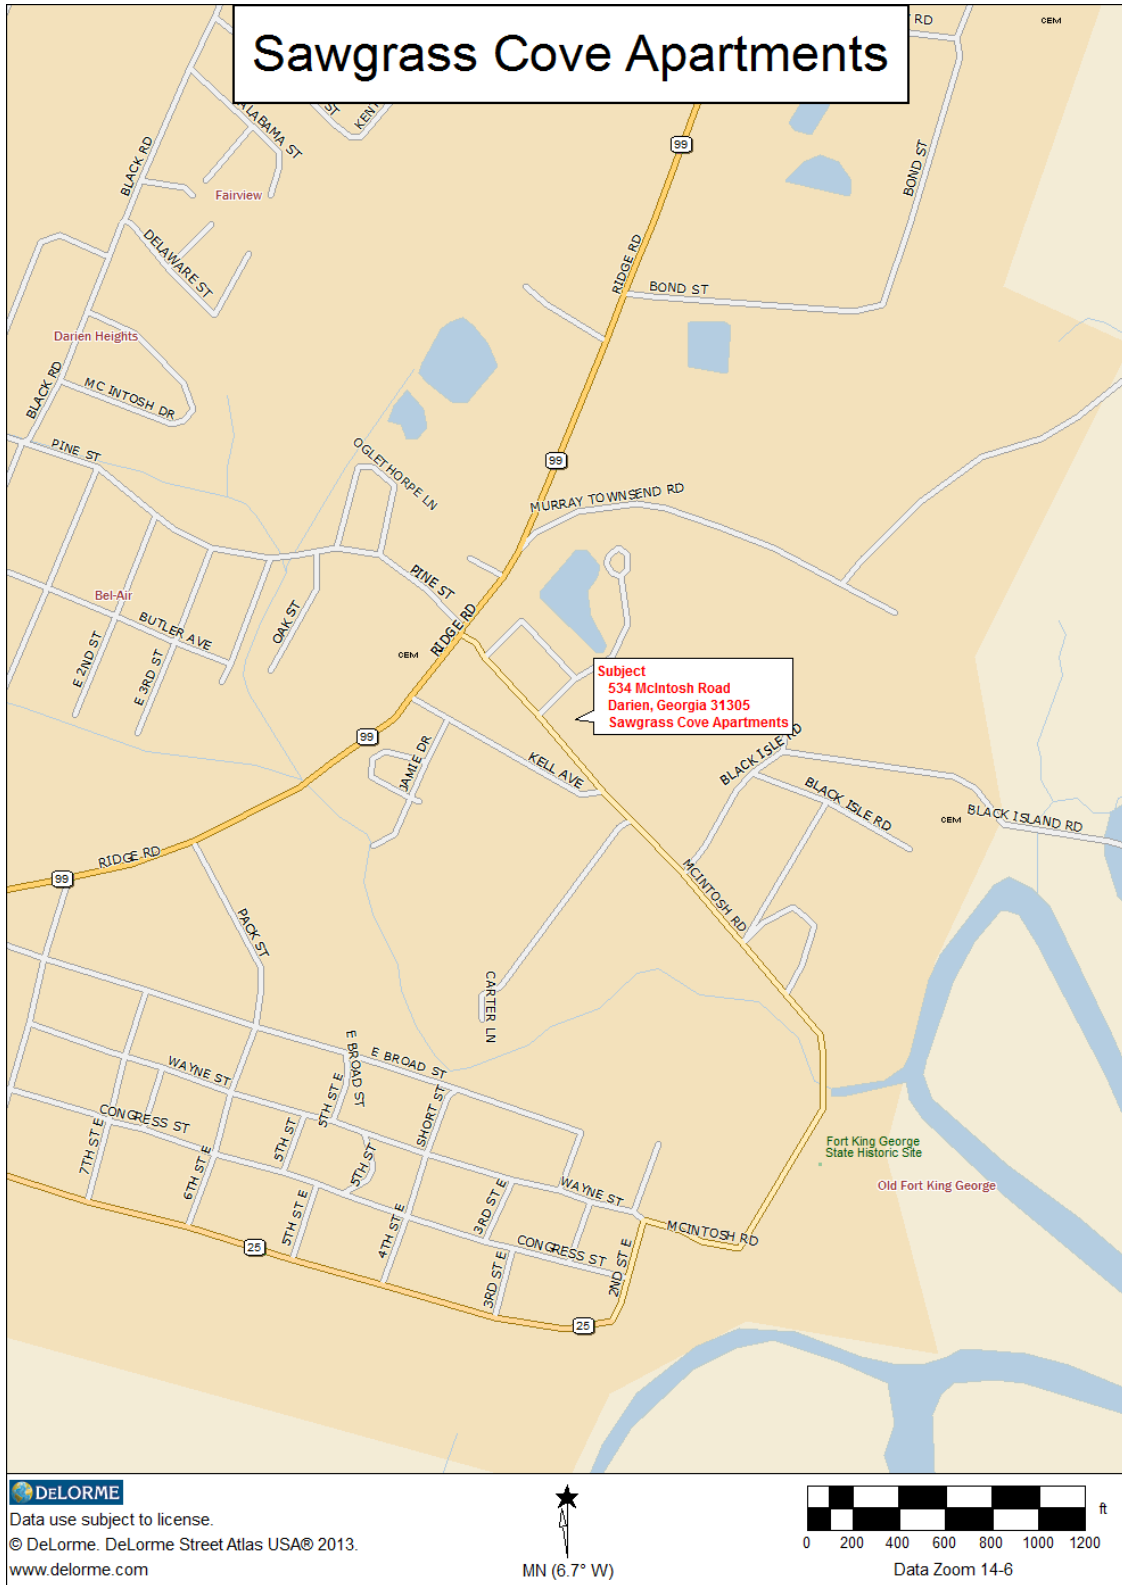 Sawgrass Cove Apartments
RD
CEM
ST
KENT
ALABAMA ST
99
BLACK RD
BOND ST
Fairview
DELAWARE ST
RIDGE RD
BOND ST
Darien Heights
BLACK RD
MC INTOSH DR
PINE ST
OGLETHORPE LN
99
MURRAY TOWNSEND RD
PINE ST
Bel-Air
BUTLER AVE
OAK ST
RIDGE RD
CEM
E 2ND ST
E 3RD ST
Subject
534 McIntosh Road
Darien, Georgia 31305
Sawgrass Cove Apartments
99
JAMIE DR
KELL AVE
BLACK ISLE RD
BLACK ISLE RD
CEM
BLACK ISLAND RD
RIDGE RD
99
MCINTOSH RD
PACK ST
CARTER LN
E BROAD ST
E BROAD ST
WAYNE ST
5TH ST E
SHORT ST
CONGRESS ST
7TH ST E
5TH ST
5TH ST
6TH ST E
Fort King George
State Historic Site
Old Fort King George
WAYNE ST
3RD ST E
5TH ST E
4TH ST E
MCINTOSH RD
CONGRESS ST
25
2ND ST E
3RD ST E
25
DELORME
Data use subject to license.
© DeLorme. DeLorme Street Atlas USA® 2013.
www.delorme.com
MN (6.7° W)
ft
0 200 400 600 800 1000 1200
Data Zoom 14-6